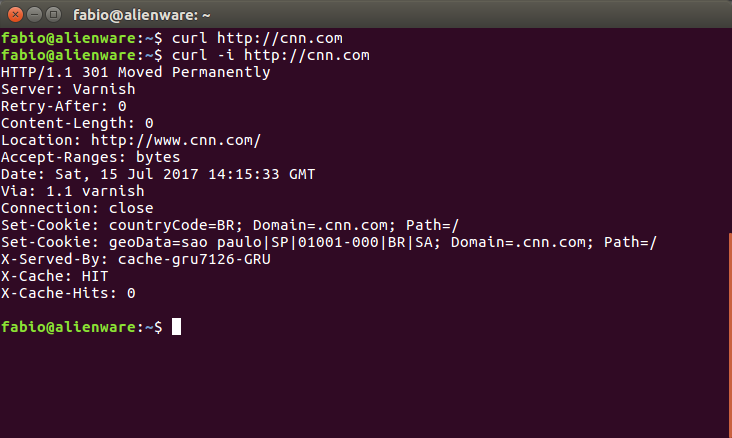 fabio@alienware: ~
fabio@alienware:~$ curl http://cnn.com
fabio@alienware:~$ curl -i http://cnn.com
HTTP/1.1 301 Moved Permanently
Server: Varnish
Retry-After: 0
Content-Length: 0
Location: http://www.cnn.com/
Accept-Ranges: bytes
Date: Sat, 15 Jul 2017 14:15:33 GMT
Via: 1.1 varnish
Connection: close
Set-Cookie: countryCode=BR; Domain=.cnn.com; Path=/
Set-Cookie: geoData=sao paulo|SP|01001-000|BR|SA; Domain=.cnn.com; Path=/
X-Served-By: cache-gru7126-GRU
X-Cache: HIT
X-Cache-Hits: 0
fabio@alienware:~$